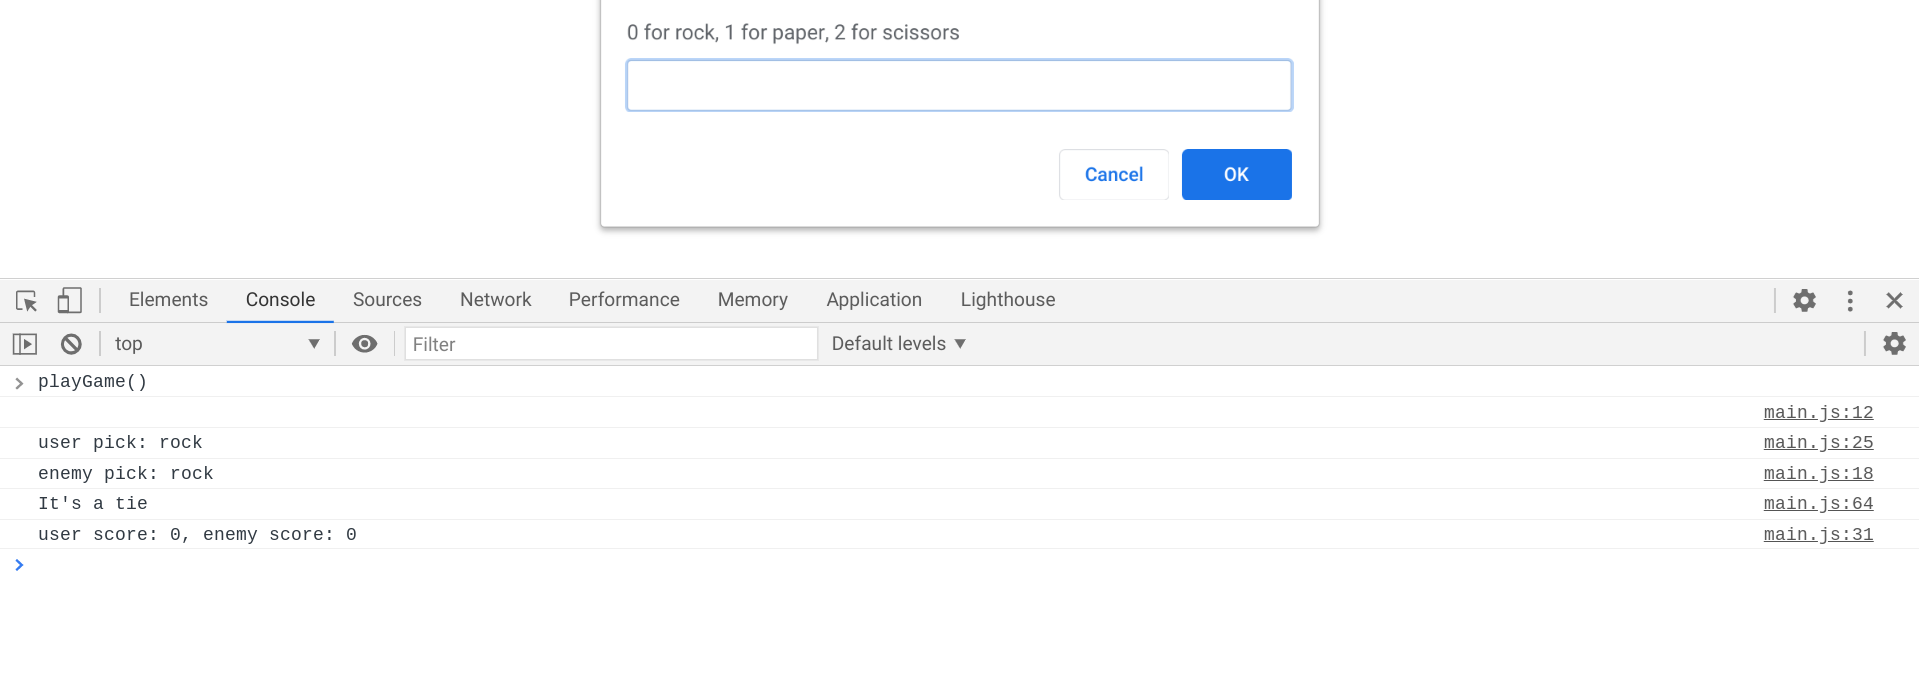 0 for rock, 1 for paper, 2 for scissors
Cancel OK
Elements Console Sources Network Performance Memory Application Lighthouse
top Filter Default levels
playGame()
main.js:12
user pick: rock main.js:25
enemy pick: rock main.js:18
It's a tie main.js:64
user score: 0, enemy score: 0 main.js:31